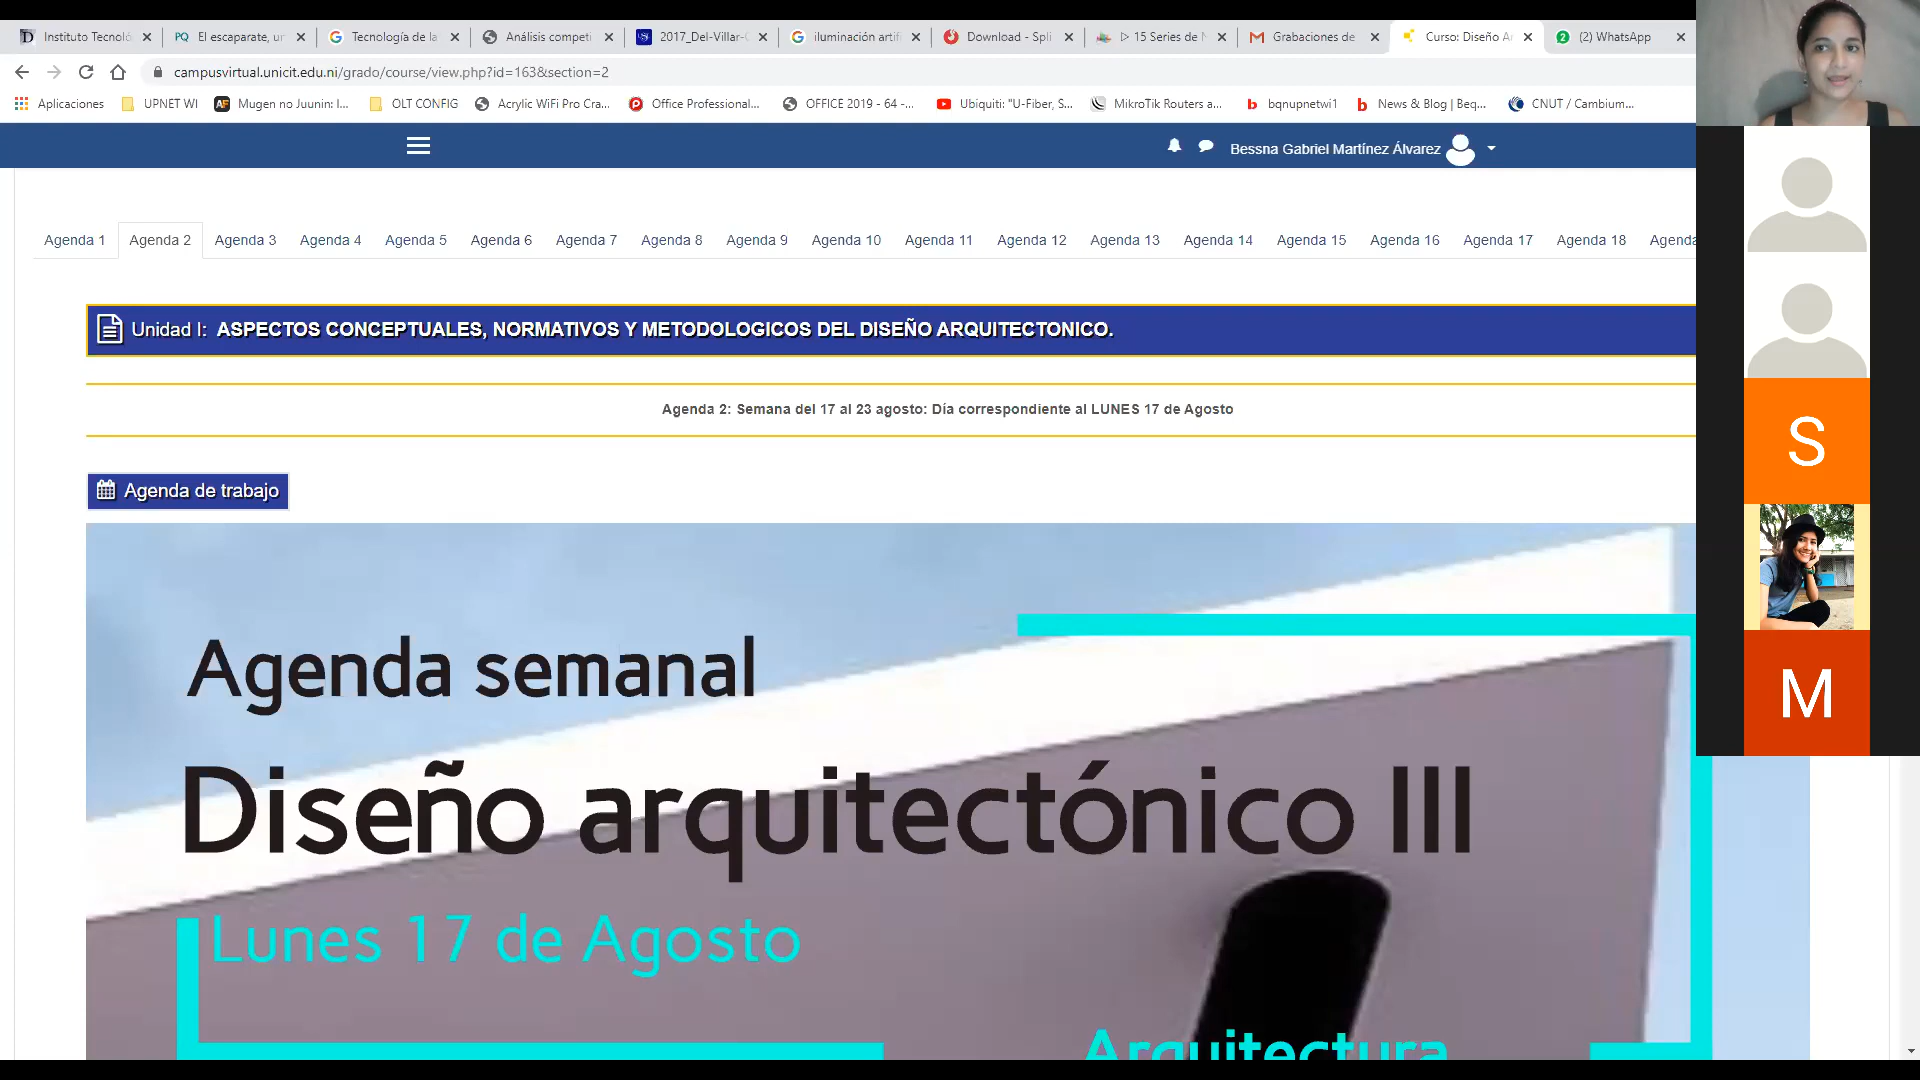 Instituto Tecnoló
El escaparate, un
Tecnología de la
Análisis competi
2017_Del-Villar-
iluminación artifi
Download - Spli
▷ 15 Series de N
Grabaciones de
Curso: Diseño A
(2) WhatsApp
campusvirtual.unicit.edu.ni/grado/course/view.php?id=163&section=2
Aplicaciones
UPNET WI
Mugen no Juunin: I...
OLT CONFIG
Acrylic WiFi Pro Cra...
Office Professional...
OFFICE 2019 - 64 -...
Ubiquiti: "U-Fiber, S...
MikroTik Routers a...
bqnupnetwi1
News & Blog | Beq...
CNUT / Cambium...
Bessna Gabriel Martínez Álvarez
Agenda 1
Agenda 2
Agenda 3
Agenda 4
Agenda 5
Agenda 6
Agenda 7
Agenda 8
Agenda 9
Agenda 10
Agenda 11
Agenda 12
Agenda 13
Agenda 14
Agenda 15
Agenda 16
Agenda 17
Agenda 18
Agenda
Unidad I: ASPECTOS CONCEPTUALES, NORMATIVOS Y METODOLOGICOS DEL DISEÑO ARQUITECTONICO.
Agenda 2: Semana del 17 al 23 agosto: Día correspondiente al LUNES 17 de Agosto
Agenda de trabajo
Agenda semanal
Diseño arquitectónico III
Lunes 17 de Agosto
Arquitectura
S
M